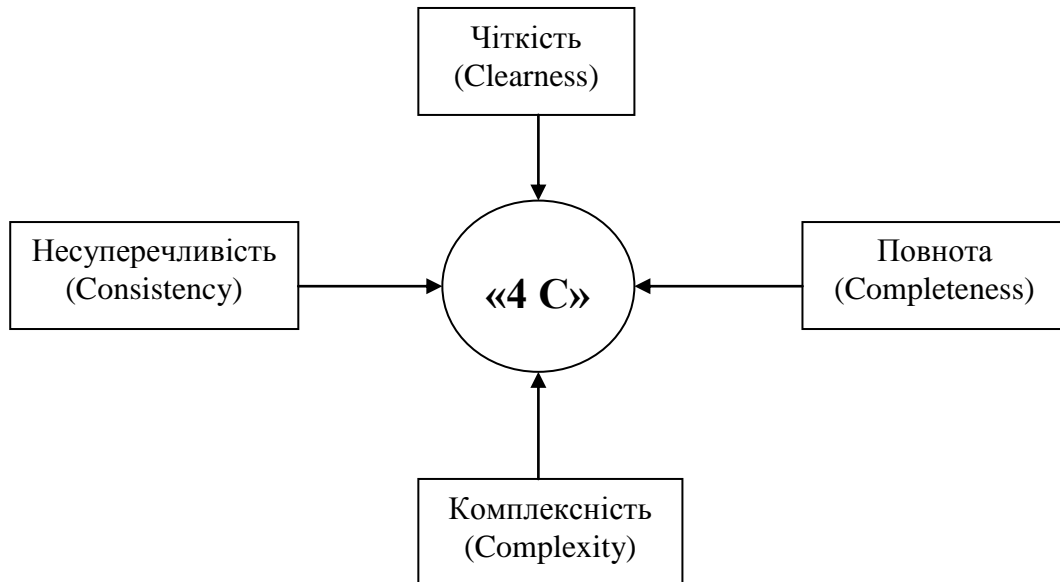 Чіткість
(Clearness)
Несуперечливість
(Consistency)
«4 С»
Повнота
(Completeness)
Комплексність
(Complexity)